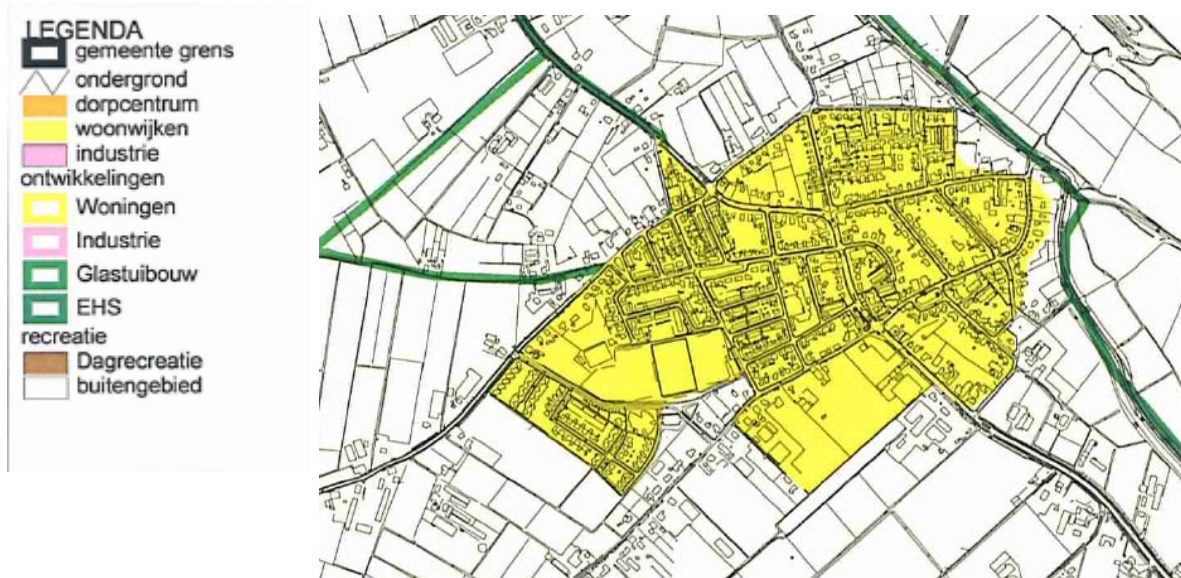 LEGENDA
gemeente grens
ondergrond
dorpcentrum
woonwijken
industrie
ontwikkelingen
Woningen
Industrie
Glastuibouw
EHS
recreatie
Dagrecreatie
buitengebied